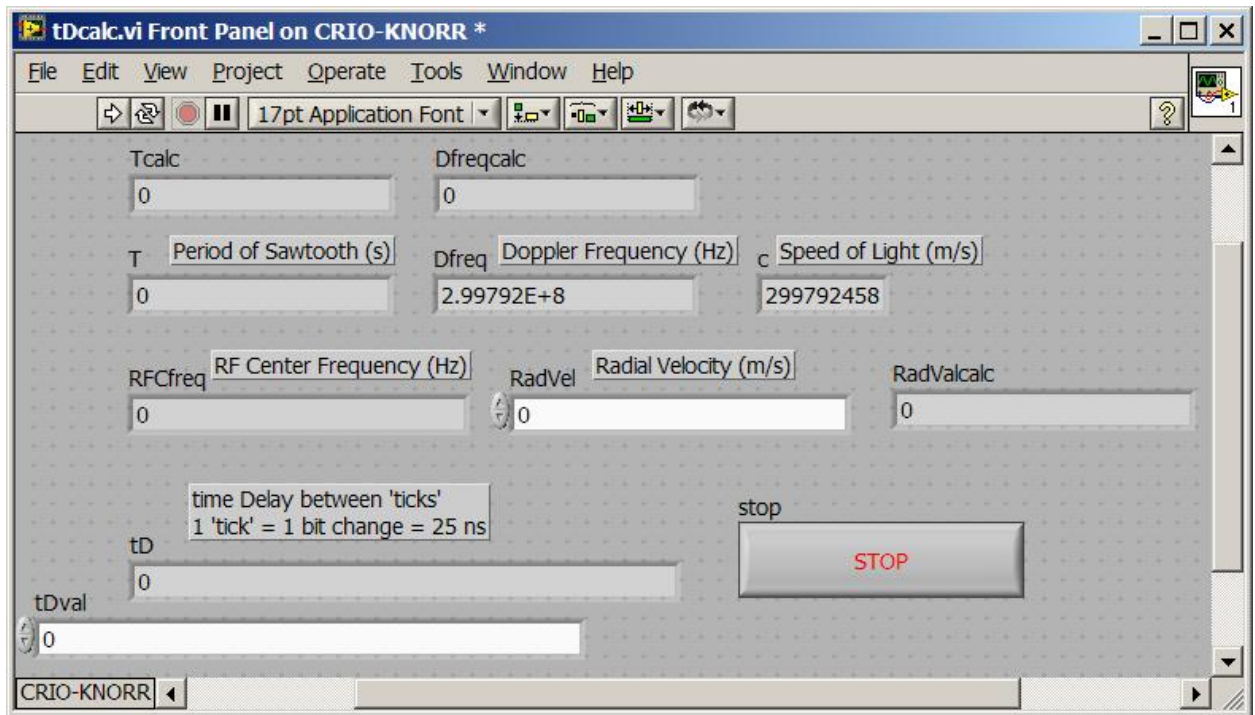 tDcalc.vi Front Panel on CRIO-KNORR *
File Edit View Project Operate Tools Window Help
17pt Application Font
1
Tcalc Dfreqcalc
0 0
T Period of Sawtooth (s) Dfreq Doppler Frequency (Hz) c Speed of Light (m/s)
0 2.99792E+8 299792458
RFCfreq RF Center Frequency (Hz) RadVel Radial Velocity (m/s) RadValcalc
0 0 0
time Delay between 'ticks'
1 'tick' = 1 bit change = 25 ns
stop
tD
STOP
0
tDval
0
CRIO-KNORR